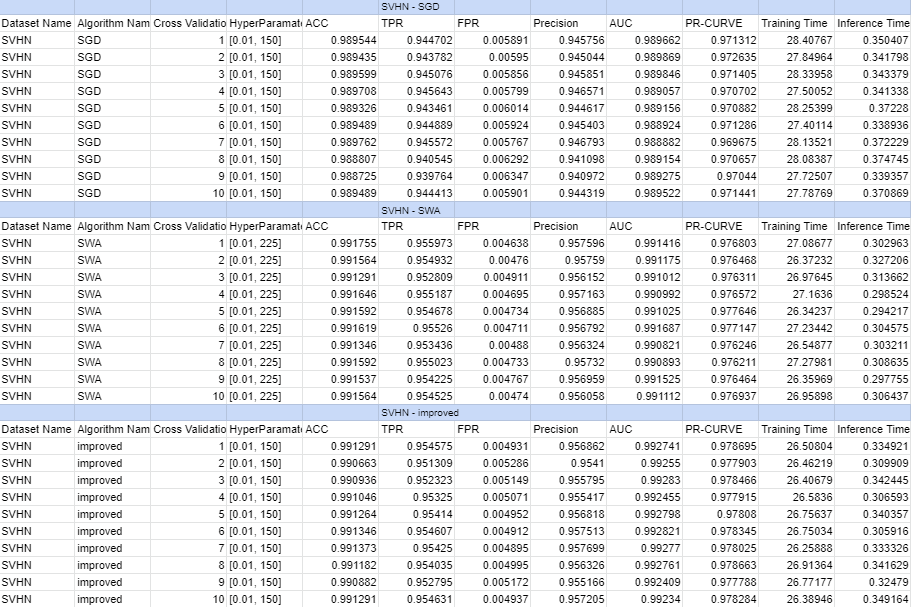 SVHN - SGD
Dataset Name Algorithm Nam Cross Validatio HyperParamate ACC TPR FPR Precision AUC PR-CURVE Training Time Inference Time
SVHN SGD 1 [0.01, 150] 0.989544 0.944702 0.005891 0.945756 0.989662 0.971312 28.40767 0.350407
SVHN SGD 2 [0.01, 150] 0.989435 0.943782 0.00595 0.945044 0.989869 0.972635 27.84964 0.341798
SVHN SGD 3 [0.01, 150] 0.989599 0.945076 0.005856 0.945851 0.989846 0.971405 28.33958 0.343379
SVHN SGD 4 [0.01, 150] 0.989708 0.945643 0.005799 0.946571 0.989057 0.970702 27.50052 0.341338
SVHN SGD 5 [0.01, 150] 0.989326 0.943461 0.006014 0.944617 0.989156 0.970882 28.25399 0.37228
SVHN SGD 6 [0.01, 150] 0.989489 0.944889 0.005924 0.945403 0.988924 0.971286 27.40114 0.338936
SVHN SGD 7 [0.01, 150] 0.989762 0.945572 0.005767 0.946793 0.988882 0.969675 28.13521 0.372229
SVHN SGD 8 [0.01, 150] 0.988807 0.940545 0.006292 0.941098 0.989154 0.970657 28.08387 0.374745
SVHN SGD 9 [0.01, 150] 0.988725 0.939764 0.006347 0.940972 0.989275 0.97044 27.72507 0.339357
SVHN SGD 10 [0.01, 150] 0.989489 0.944413 0.005901 0.944319 0.989522 0.971441 27.78769 0.370869
SVHN - SWA
Dataset Name Algorithm Nam Cross Validatio HyperParamate ACC TPR FPR Precision AUC PR-CURVE Training Time Inference Time
SVHN SWA 1 [0.01, 225] 0.991755 0.955973 0.004638 0.957596 0.991416 0.976803 27.08677 0.302963
SVHN SWA 2 [0.01, 225] 0.991564 0.954932 0.00476 0.95759 0.991175 0.976468 26.37232 0.327206
SVHN SWA 3 [0.01, 225] 0.991291 0.952809 0.004911 0.956152 0.991012 0.976311 26.97645 0.313662
SVHN SWA 4 [0.01, 225] 0.991646 0.955187 0.004695 0.957163 0.990992 0.976572 27.1636 0.298524
SVHN SWA 5 [0.01, 225] 0.991592 0.954678 0.004734 0.956885 0.991025 0.977646 26.34237 0.294217
SVHN SWA 6 [0.01, 225] 0.991619 0.95526 0.004711 0.956792 0.991687 0.977147 27.23442 0.304575
SVHN SWA 7 [0.01, 225] 0.991346 0.953436 0.00488 0.956324 0.990821 0.976246 26.54877 0.303211
SVHN SWA 8 [0.01, 225] 0.991592 0.955023 0.004733 0.95732 0.990893 0.976211 27.27981 0.308635
SVHN SWA 9 [0.01, 225] 0.991537 0.954225 0.004767 0.956959 0.991525 0.976464 26.35969 0.297755
SVHN SWA 10 [0.01, 225] 0.991564 0.954525 0.00474 0.956058 0.991112 0.976937 26.95898 0.306437
SVHN - improved
Dataset Name Algorithm Nam Cross Validatio HyperParamate ACC TPR FPR Precision AUC PR-CURVE Training Time Inference Time
SVHN improved 1 [0.01, 150] 0.991291 0.954575 0.004931 0.956862 0.992741 0.978695 26.50804 0.334921
SVHN improved 2 [0.01, 150] 0.990663 0.951309 0.005286 0.9541 0.99255 0.977903 26.46219 0.309909
SVHN improved 3 [0.01, 150] 0.990936 0.952323 0.005149 0.955795 0.99283 0.978466 26.40679 0.342445
SVHN improved 4 [0.01, 150] 0.991046 0.95325 0.005071 0.955417 0.992455 0.977915 26.5836 0.306593
SVHN improved 5 [0.01, 150] 0.991264 0.95414 0.004952 0.956818 0.992798 0.97808 26.75637 0.340357
SVHN improved 6 [0.01, 150] 0.991346 0.954607 0.004912 0.957513 0.992821 0.978345 26.75034 0.305916
SVHN improved 7 [0.01, 150] 0.991373 0.95425 0.004895 0.957699 0.99277 0.978025 26.25888 0.333326
SVHN improved 8 [0.01, 150] 0.991182 0.954035 0.004995 0.956326 0.992761 0.978663 26.91364 0.341629
SVHN improved 9 [0.01, 150] 0.990882 0.952795 0.005172 0.955166 0.992409 0.977788 26.77177 0.32479
SVHN improved 10 [0.01, 150] 0.991291 0.954631 0.004937 0.957205 0.99234 0.978284 26.38946 0.349164